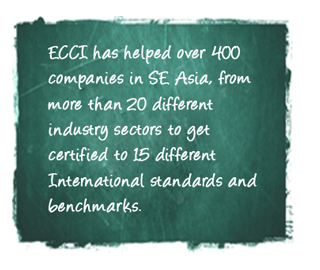 ECCI has helped over 400
companies in SE Asia, from
more than 20 different
industry sectors to get
certified to 15 different
International standards and
benchmarks.